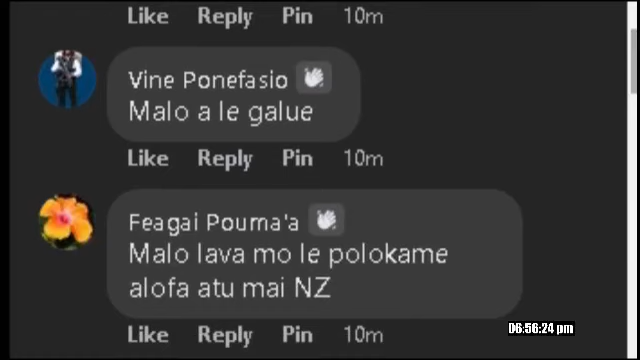 Like Reply Pin 10m
Vine Ponefasio
Malo a le galue
Like Reply Pin 10m
Feagai Pouma'a
Malo lava mo le polokame
alofa atu mai NZ
Like Reply Pin 10m
06:56:24 pm